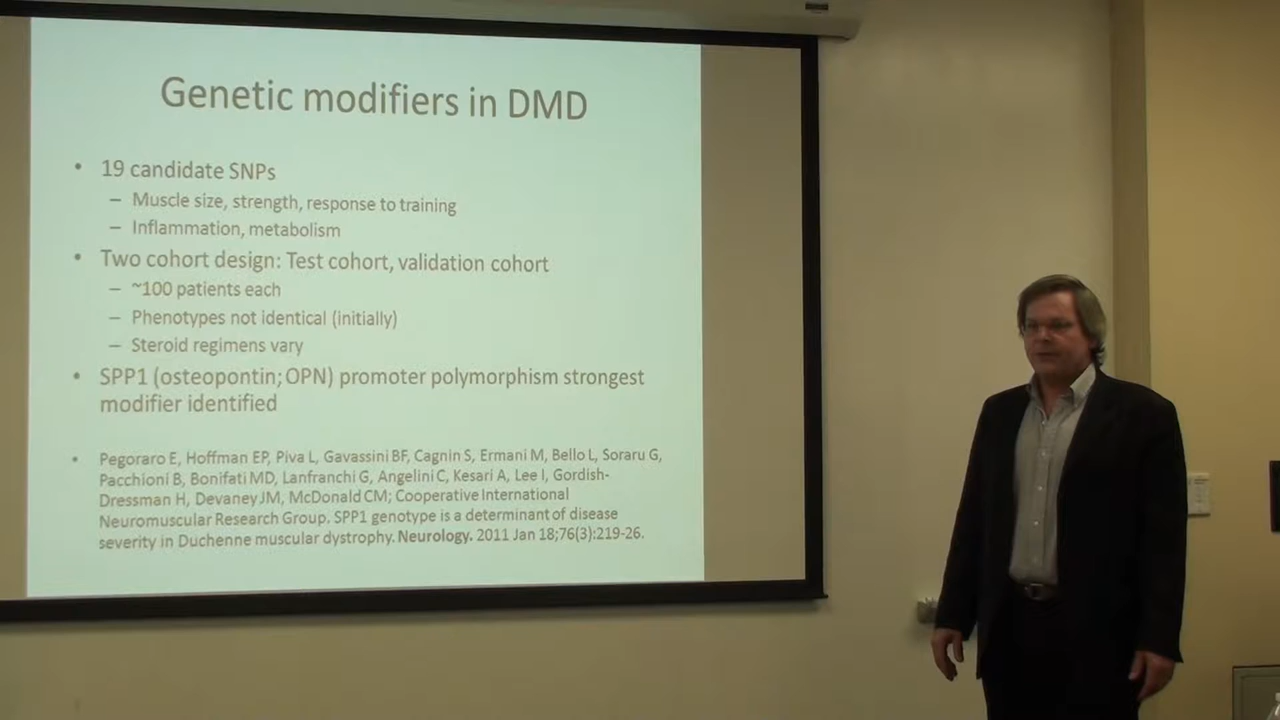 Genetic modifiers in DMD
• 19 candidate SNPs
– Muscle size, strength, response to training
– Inflammation, metabolism
• Two cohort design: Test cohort, validation cohort
– ~100 patients each
– Phenotypes not identical (initially)
– Steroid regimens vary
• SPP1 (osteopontin; OPN) promoter polymorphism strongest
modifier identified
• Pegoraro E, Hoffman EP, Piva L, Gavassini BF, Cagnin S, Ermani M, Bello L, Soraru G,
Pacchioni B, Bonifati MD, Lanfranchi G, Angelini C, Kesari A, Lee I, Gordish-
Dressman H, Devaney JM, McDonald CM; Cooperative International
Neuromuscular Research Group. SPP1 genotype is a determinant of disease
severity in Duchenne muscular dystrophy. Neurology. 2011 Jan 18;76(3):219-26.